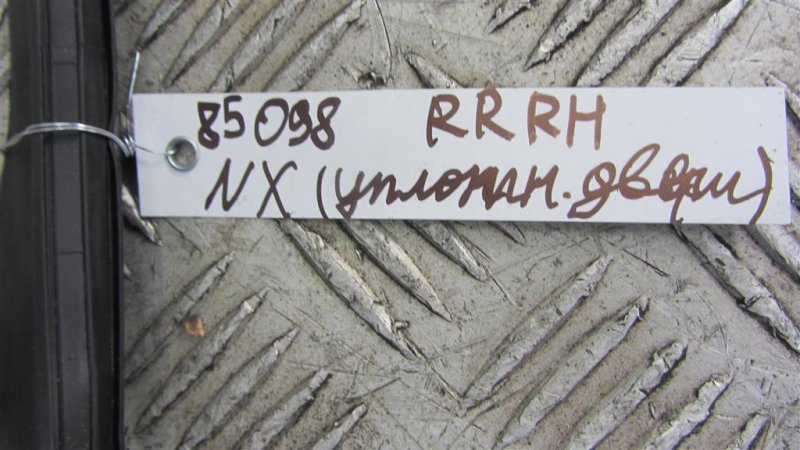 85098 RRRH
NX (уплотн. двери)